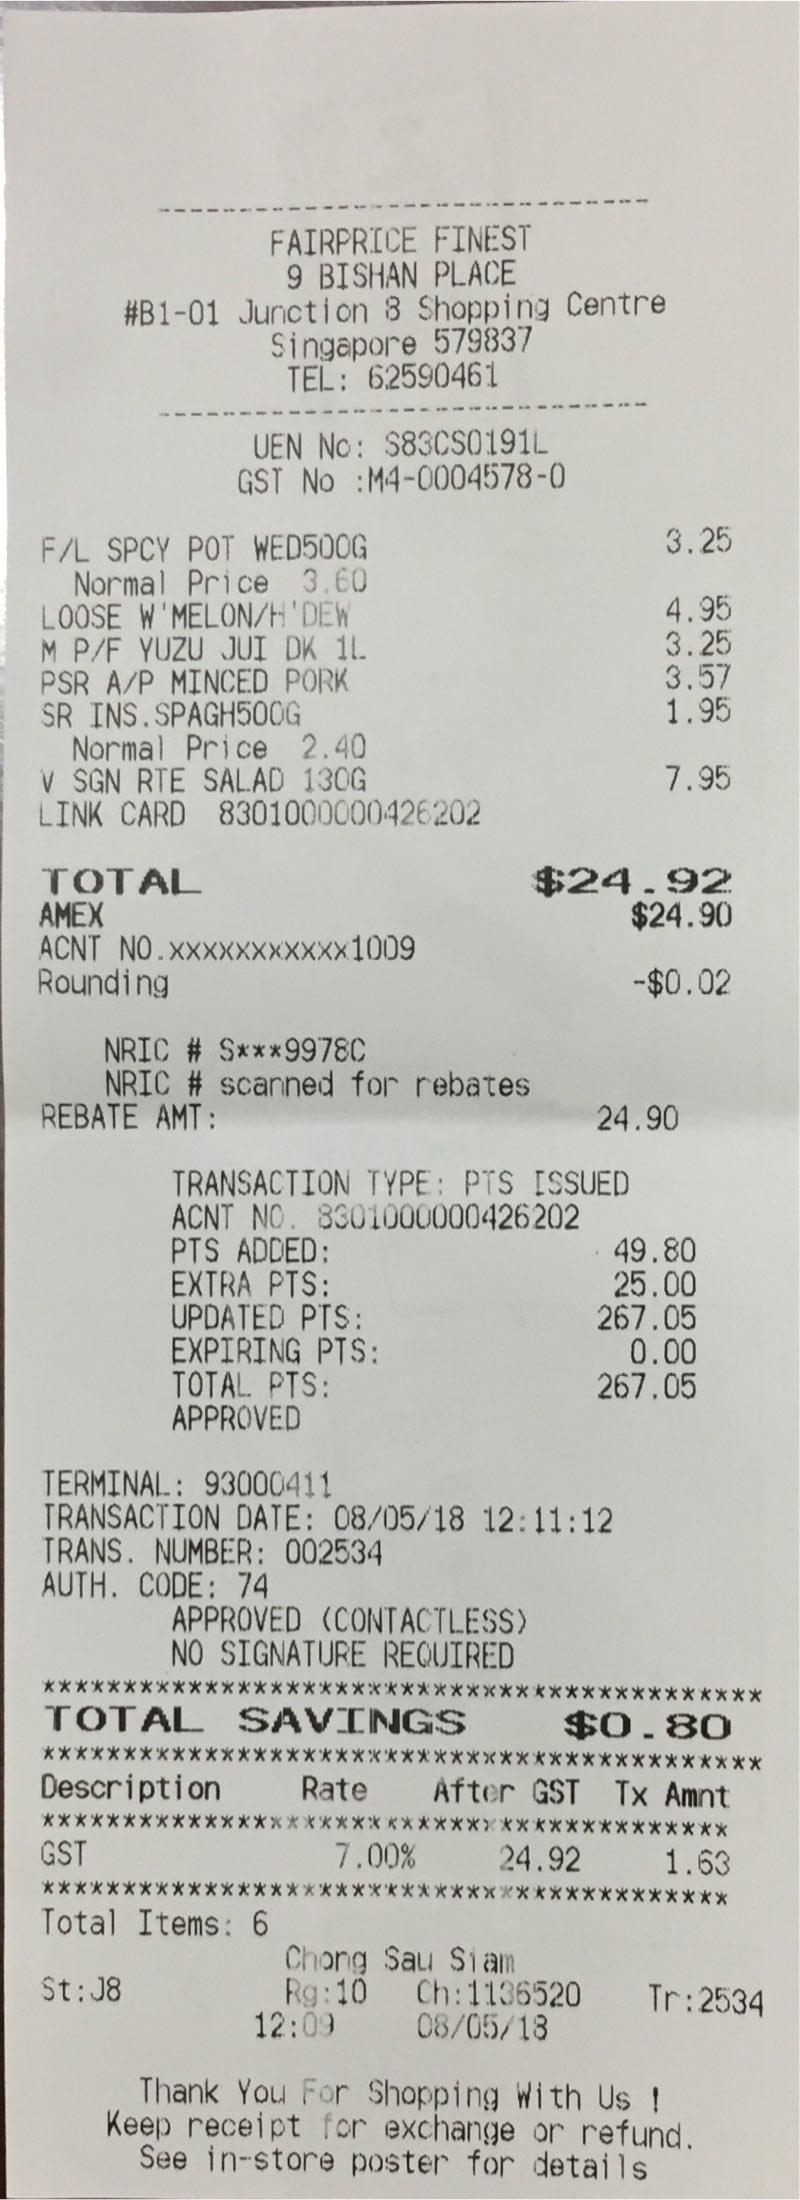 --------------------------------
FAIRPRICE FINEST
9 BISHAN PLACE
#B1-01 Junction 8 Shopping Centre
Singapore 579837
TEL: 62590461
--------------------------------
UEN No: S83CS0191L
GST No :M4-0004578-0
F/L SPCY POT WED500G 3.25
Normal Price 3.60
LOOSE W'MELON/H'DEW 4.95
M P/F YUZU JUI DK 1L 3.25
PSR A/P MINCED PORK 3.57
SR INS.SPAGH500G 1.95
Normal Price 2.40
V SGN RTE SALAD 130G 7.95
LINK CARD 8301000000426202
TOTAL $24.92
AMEX $24.90
ACNT NO.xxxxxxxxxxx1009
Rounding -$0.02
NRIC # S***9978C
NRIC # scanned for rebates
REBATE AMT: 24.90
TRANSACTION TYPE: PTS ISSUED
ACNT NO. 8301000000426202
PTS ADDED: 49.80
EXTRA PTS: 25.00
UPDATED PTS: 267.05
EXPIRING PTS: 0.00
TOTAL PTS: 267.05
APPROVED
TERMINAL: 93000411
TRANSACTION DATE: 08/05/18 12:11:12
TRANS. NUMBER: 002534
AUTH. CODE: 74
APPROVED (CONTACTLESS)
NO SIGNATURE REQUIRED
********************************************
TOTAL SAVINGS $0.80
********************************************
Description Rate After GST Tx Amnt
******************************************
GST 7.00% 24.92 1.63
******************************************
Total Items: 6
Chong Sau Siam
St:J8 Rg:10 Ch:1136520 Tr:2534
12:09 08/05/18
Thank You For Shopping With Us !
Keep receipt for exchange or refund.
See in-store poster for details